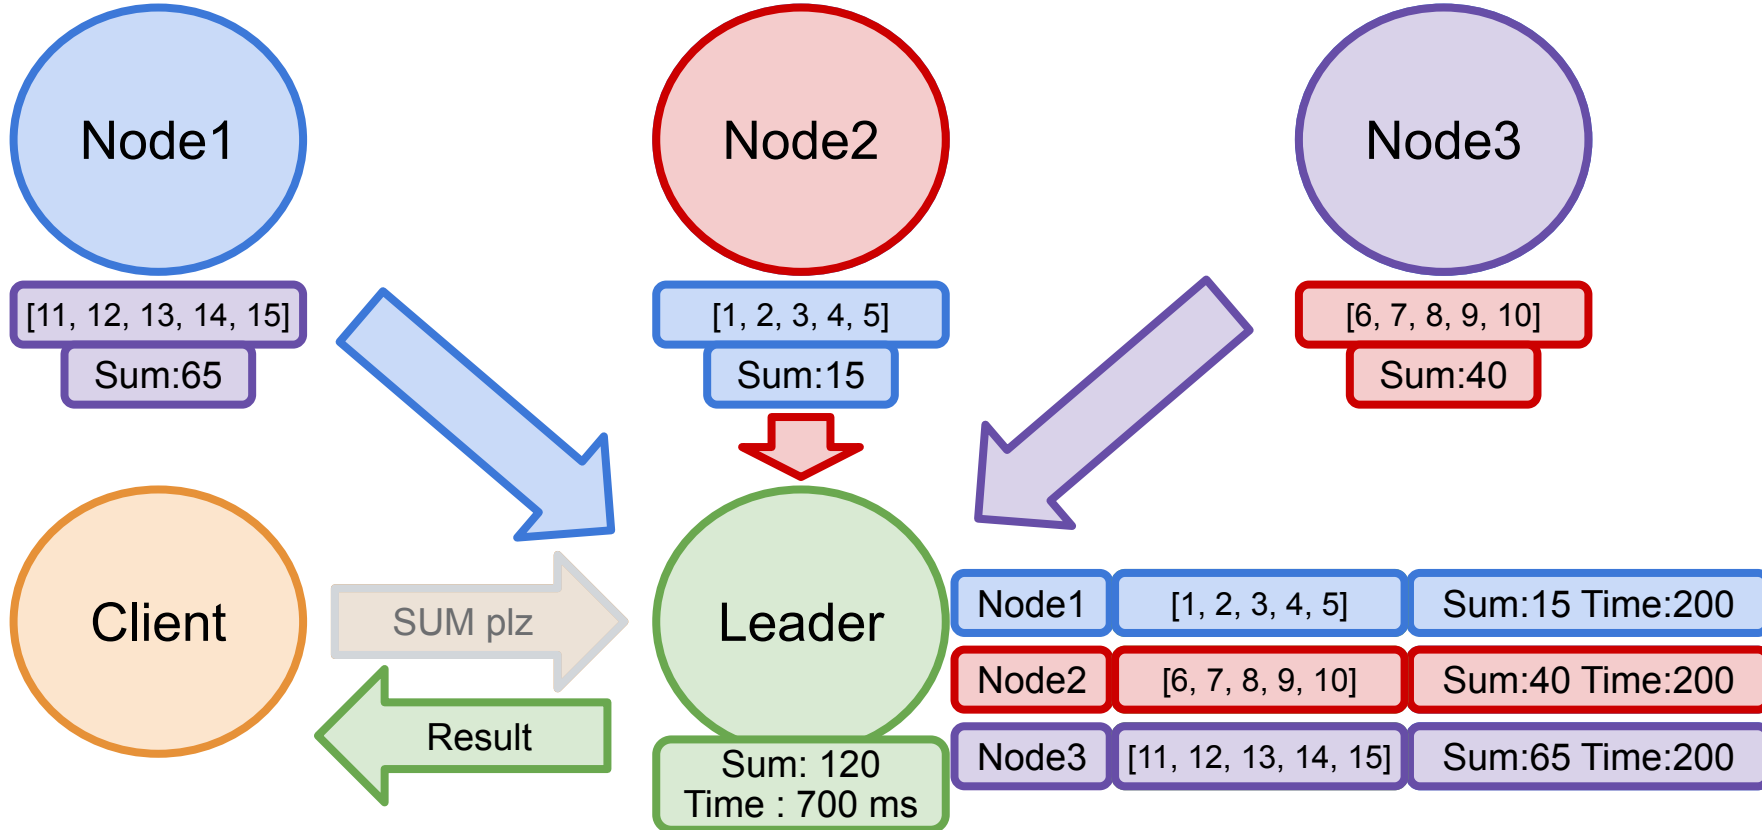 Node1
Node2
Node3
[11, 12, 13, 14, 15]
[1, 2, 3, 4, 5]
[6, 7, 8, 9, 10]
Sum:65
Sum:15
Sum:40
Client
SUM plz
Leader
Result
Sum: 120
Time : 700 ms
Node1 [1, 2, 3, 4, 5] Sum:15 Time:200
Node2 [6, 7, 8, 9, 10] Sum:40 Time:200
Node3 [11, 12, 13, 14, 15] Sum:65 Time:200